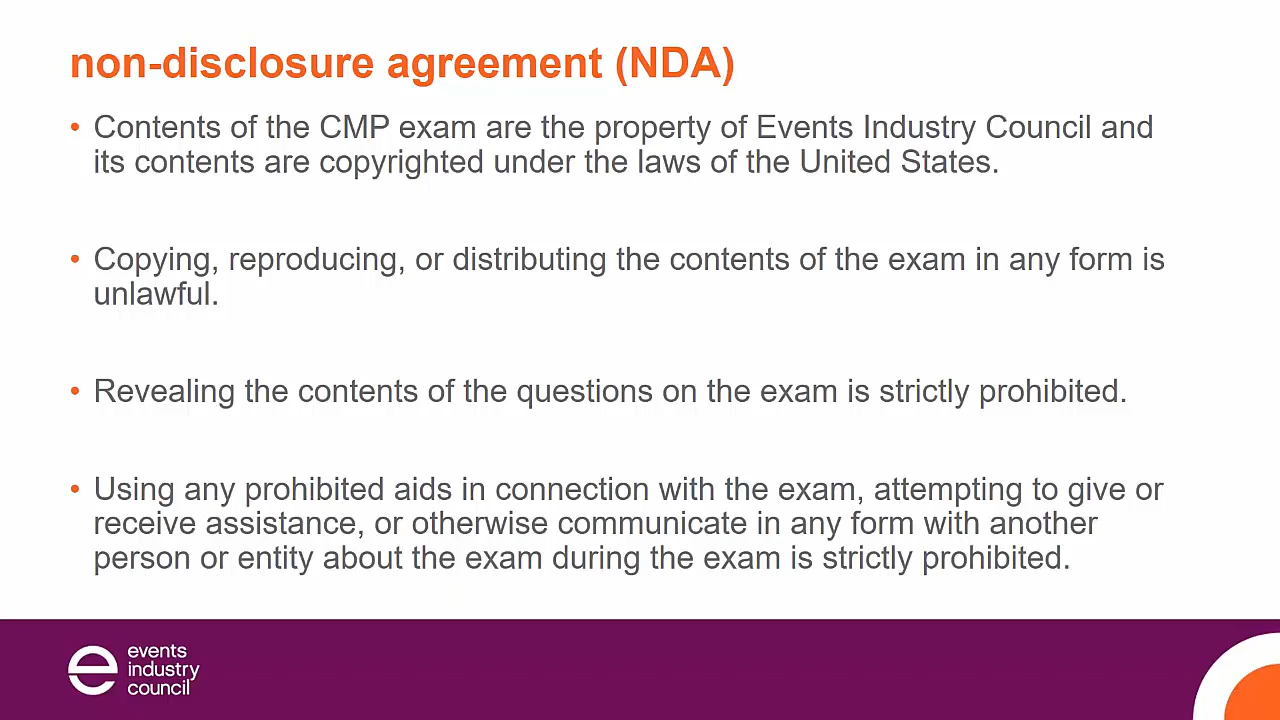 non-disclosure agreement (NDA)
• Contents of the CMP exam are the property of Events Industry Council and
its contents are copyrighted under the laws of the United States.
• Copying, reproducing, or distributing the contents of the exam in any form is
unlawful.
• Revealing the contents of the questions on the exam is strictly prohibited.
• Using any prohibited aids in connection with the exam, attempting to give or
receive assistance, or otherwise communicate in any form with another
person or entity about the exam during the exam is strictly prohibited.
events
industry
council